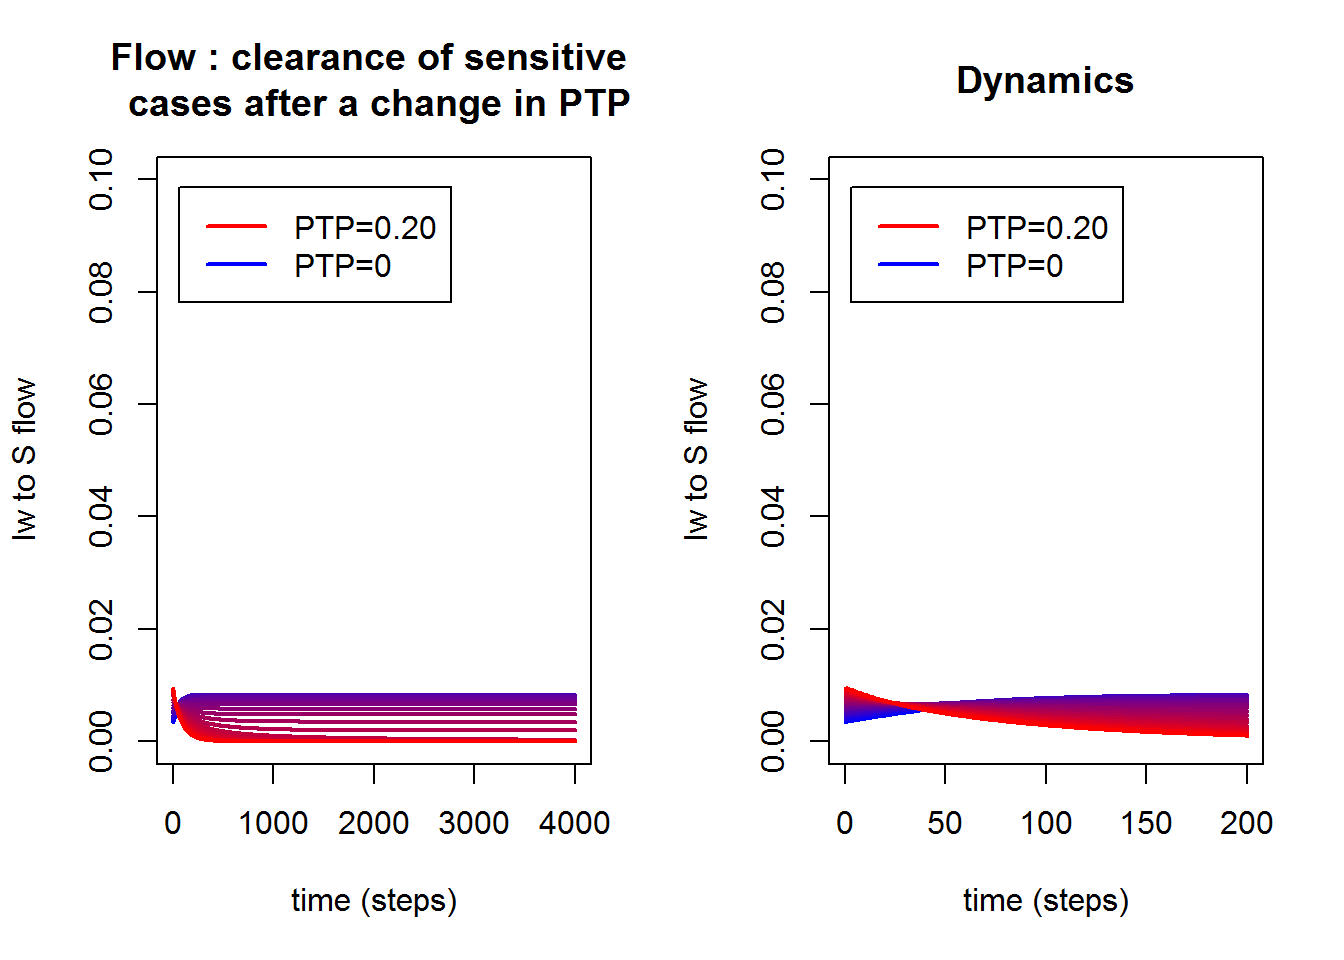 Flow : clearance of sensitive
cases after a change in PTP
Iw to S flow
0.00
0.02
0.04
0.06
0.08
0.10
PTP=0.20
PTP=0
0 1000 2000 3000 4000
time (steps)
Dynamics
Iw to S flow
0.00
0.02
0.04
0.06
0.08
0.10
PTP=0.20
PTP=0
0 50 100 150 200
time (steps)